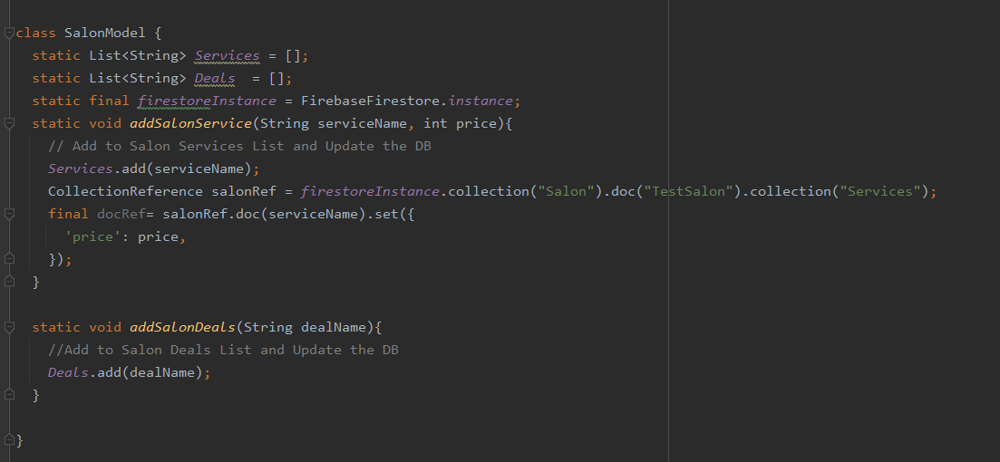 class SalonModel {
  static List<String> Services = [];
  static List<String> Deals  = [];
  static final firestoreInstance = FirebaseFirestore.instance;
  static void addSalonService(String serviceName, int price){
    // Add to Salon Services List and Update the DB
    Services.add(serviceName);
    CollectionReference salonRef = firestoreInstance.collection("Salon").doc("TestSalon").collection("Services");
    final docRef= salonRef.doc(serviceName).set({
      'price': price,
    });
  }
  static void addSalonDeals(String dealName){
    //Add to Salon Deals List and Update the DB
    Deals.add(dealName);
  }
}